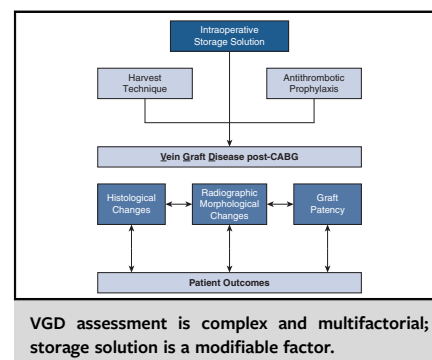 Intraoperative
Storage Solution
Harvest
Technique
Antithrombotic
Prophylaxis
Vein Graft Disease post-CABG
Histological
Changes
Radiographic
Morphological
Changes
Graft
Patency
Patient Outcomes
VGD assessment is complex and multifactorial;
storage solution is a modifiable factor.